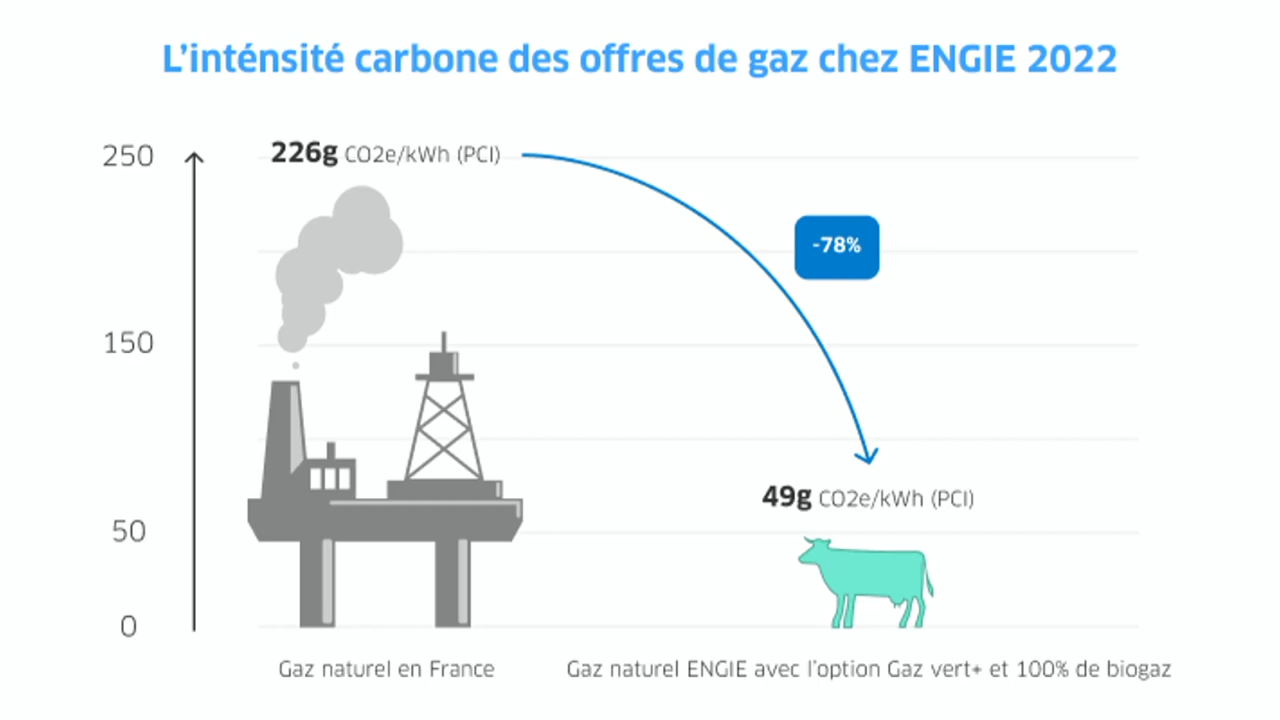 L'inténsité carbone des offres de gaz chez ENGIE 2022
250
226g CO2e/kWh (PCI)
-78%
150
49g CO2e/kWh (PCI)
50
0
Gaz naturel en France
Gaz naturel ENGIE avec l'option Gaz vert+ et 100% de biogaz